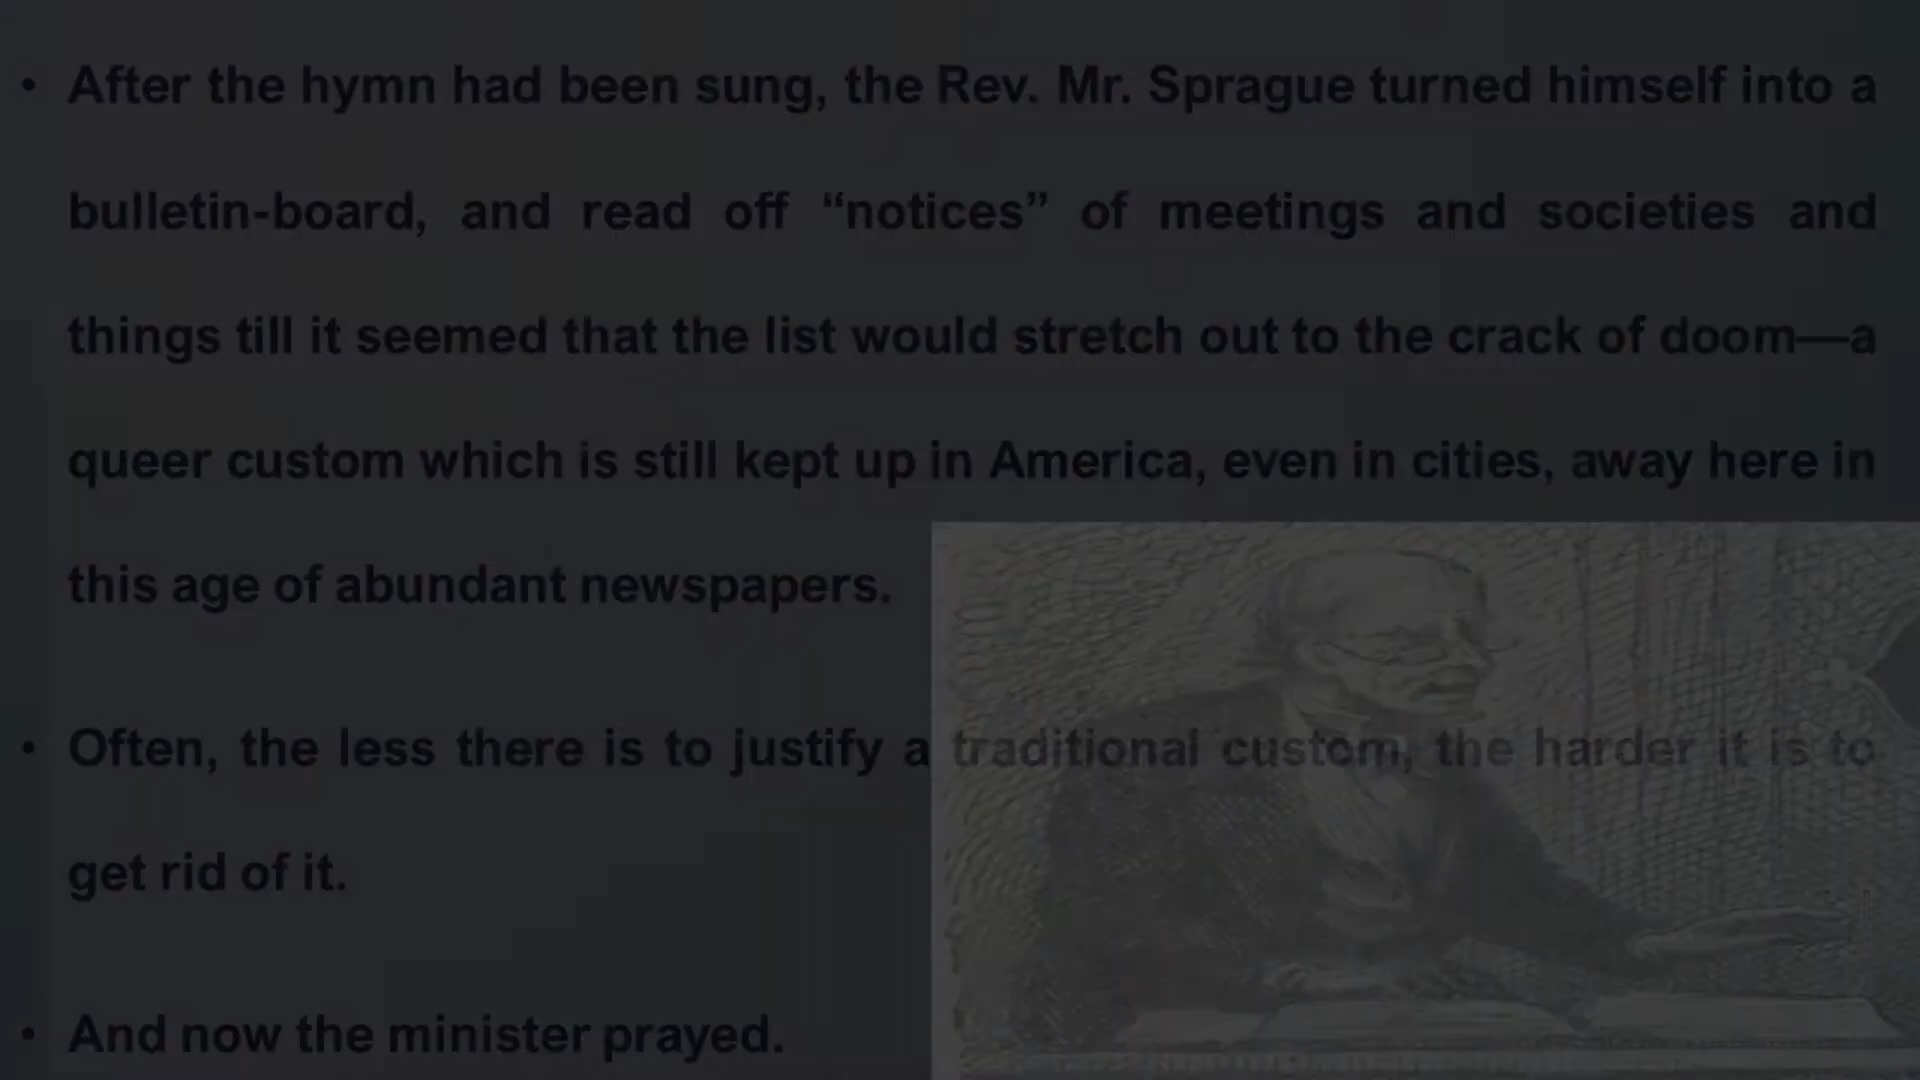 • After the hymn had been sung, the Rev. Mr. Sprague turned himself into a
bulletin-board, and read off “notices” of meetings and societies and
things till it seemed that the list would stretch out to the crack of doom—a
queer custom which is still kept up in America, even in cities, away here in
this age of abundant newspapers.
• Often, the less there is to justify a traditional custom, the harder it is to
get rid of it.
• And now the minister prayed.